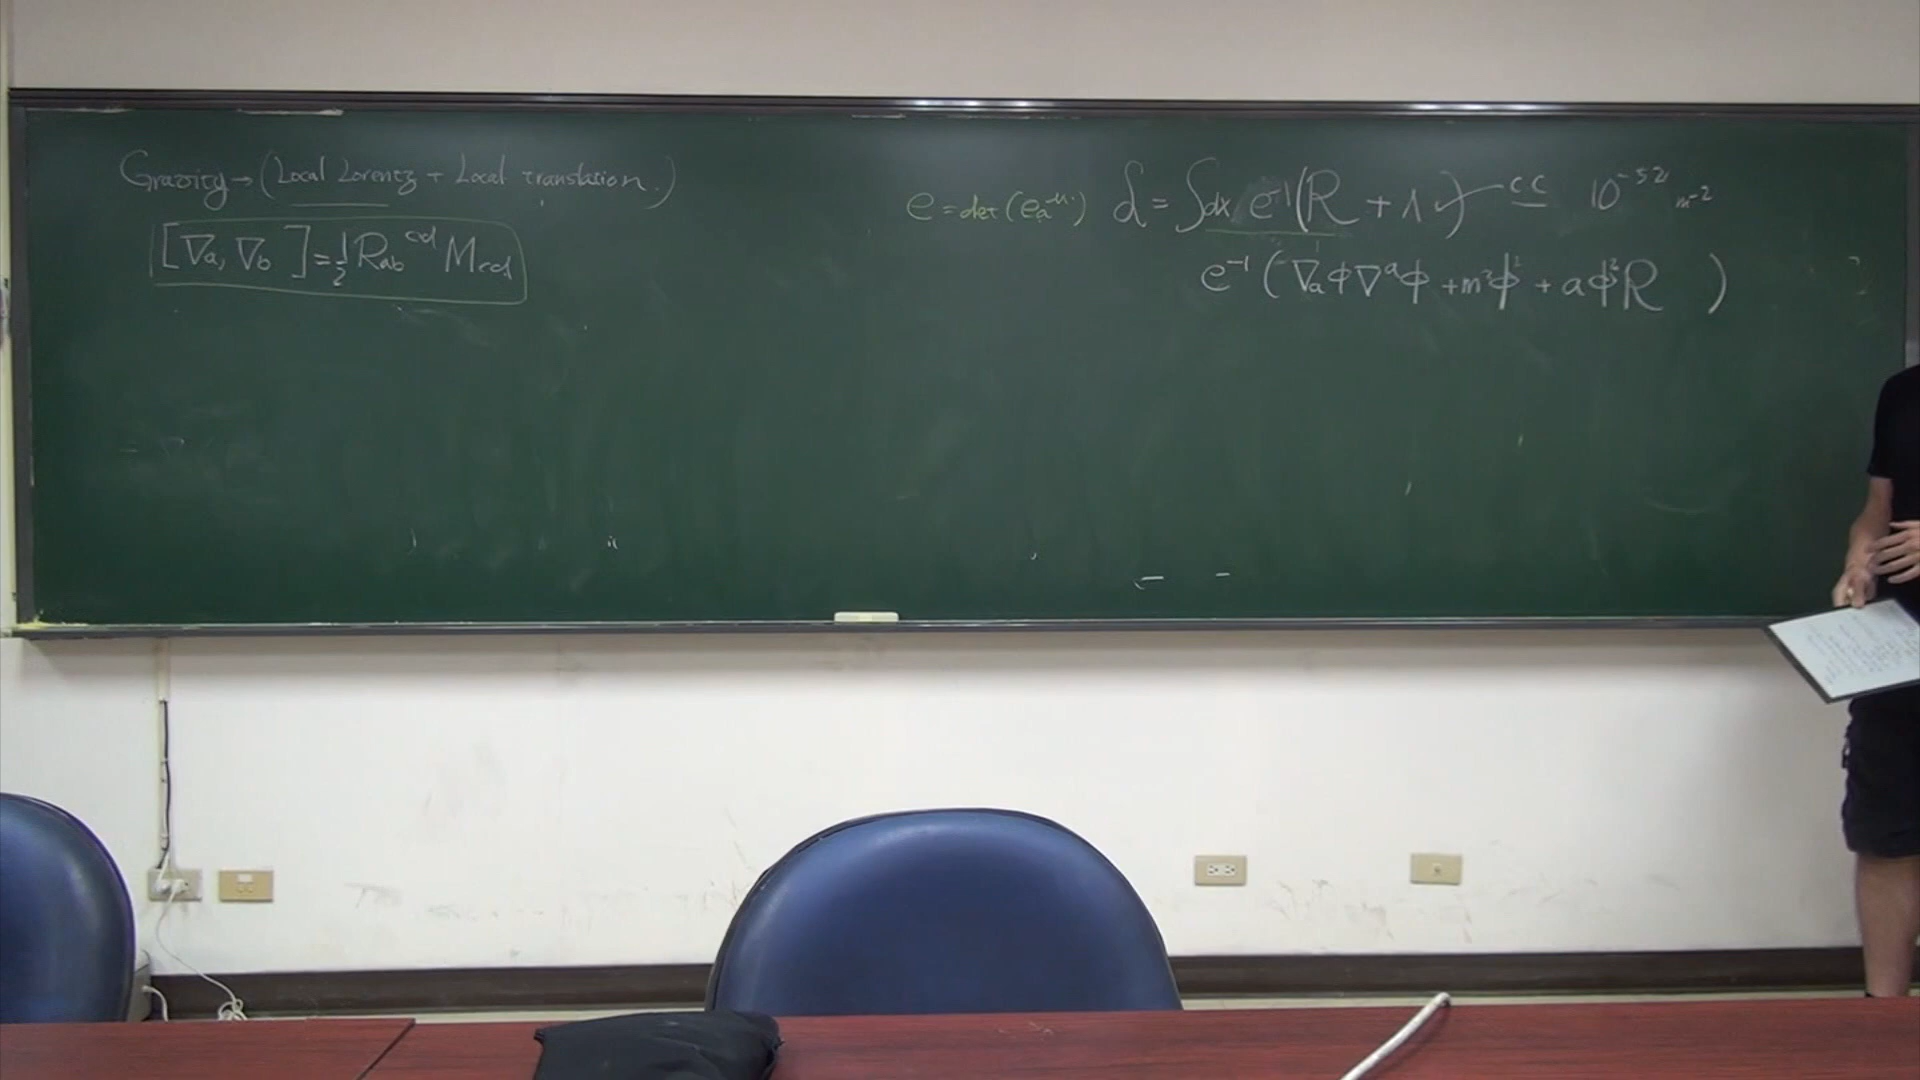 Gravity → (Local Lorentz + Local translation.)
[∇a, ∇b] = 1/2 Rab^cd Mcd
e = det(ea^μ) S = ∫dx e^-1(R + Λ) CC 10^-52 m^-2
e^-1(∇aφ∇^aφ + m²φ² + aφ²R )